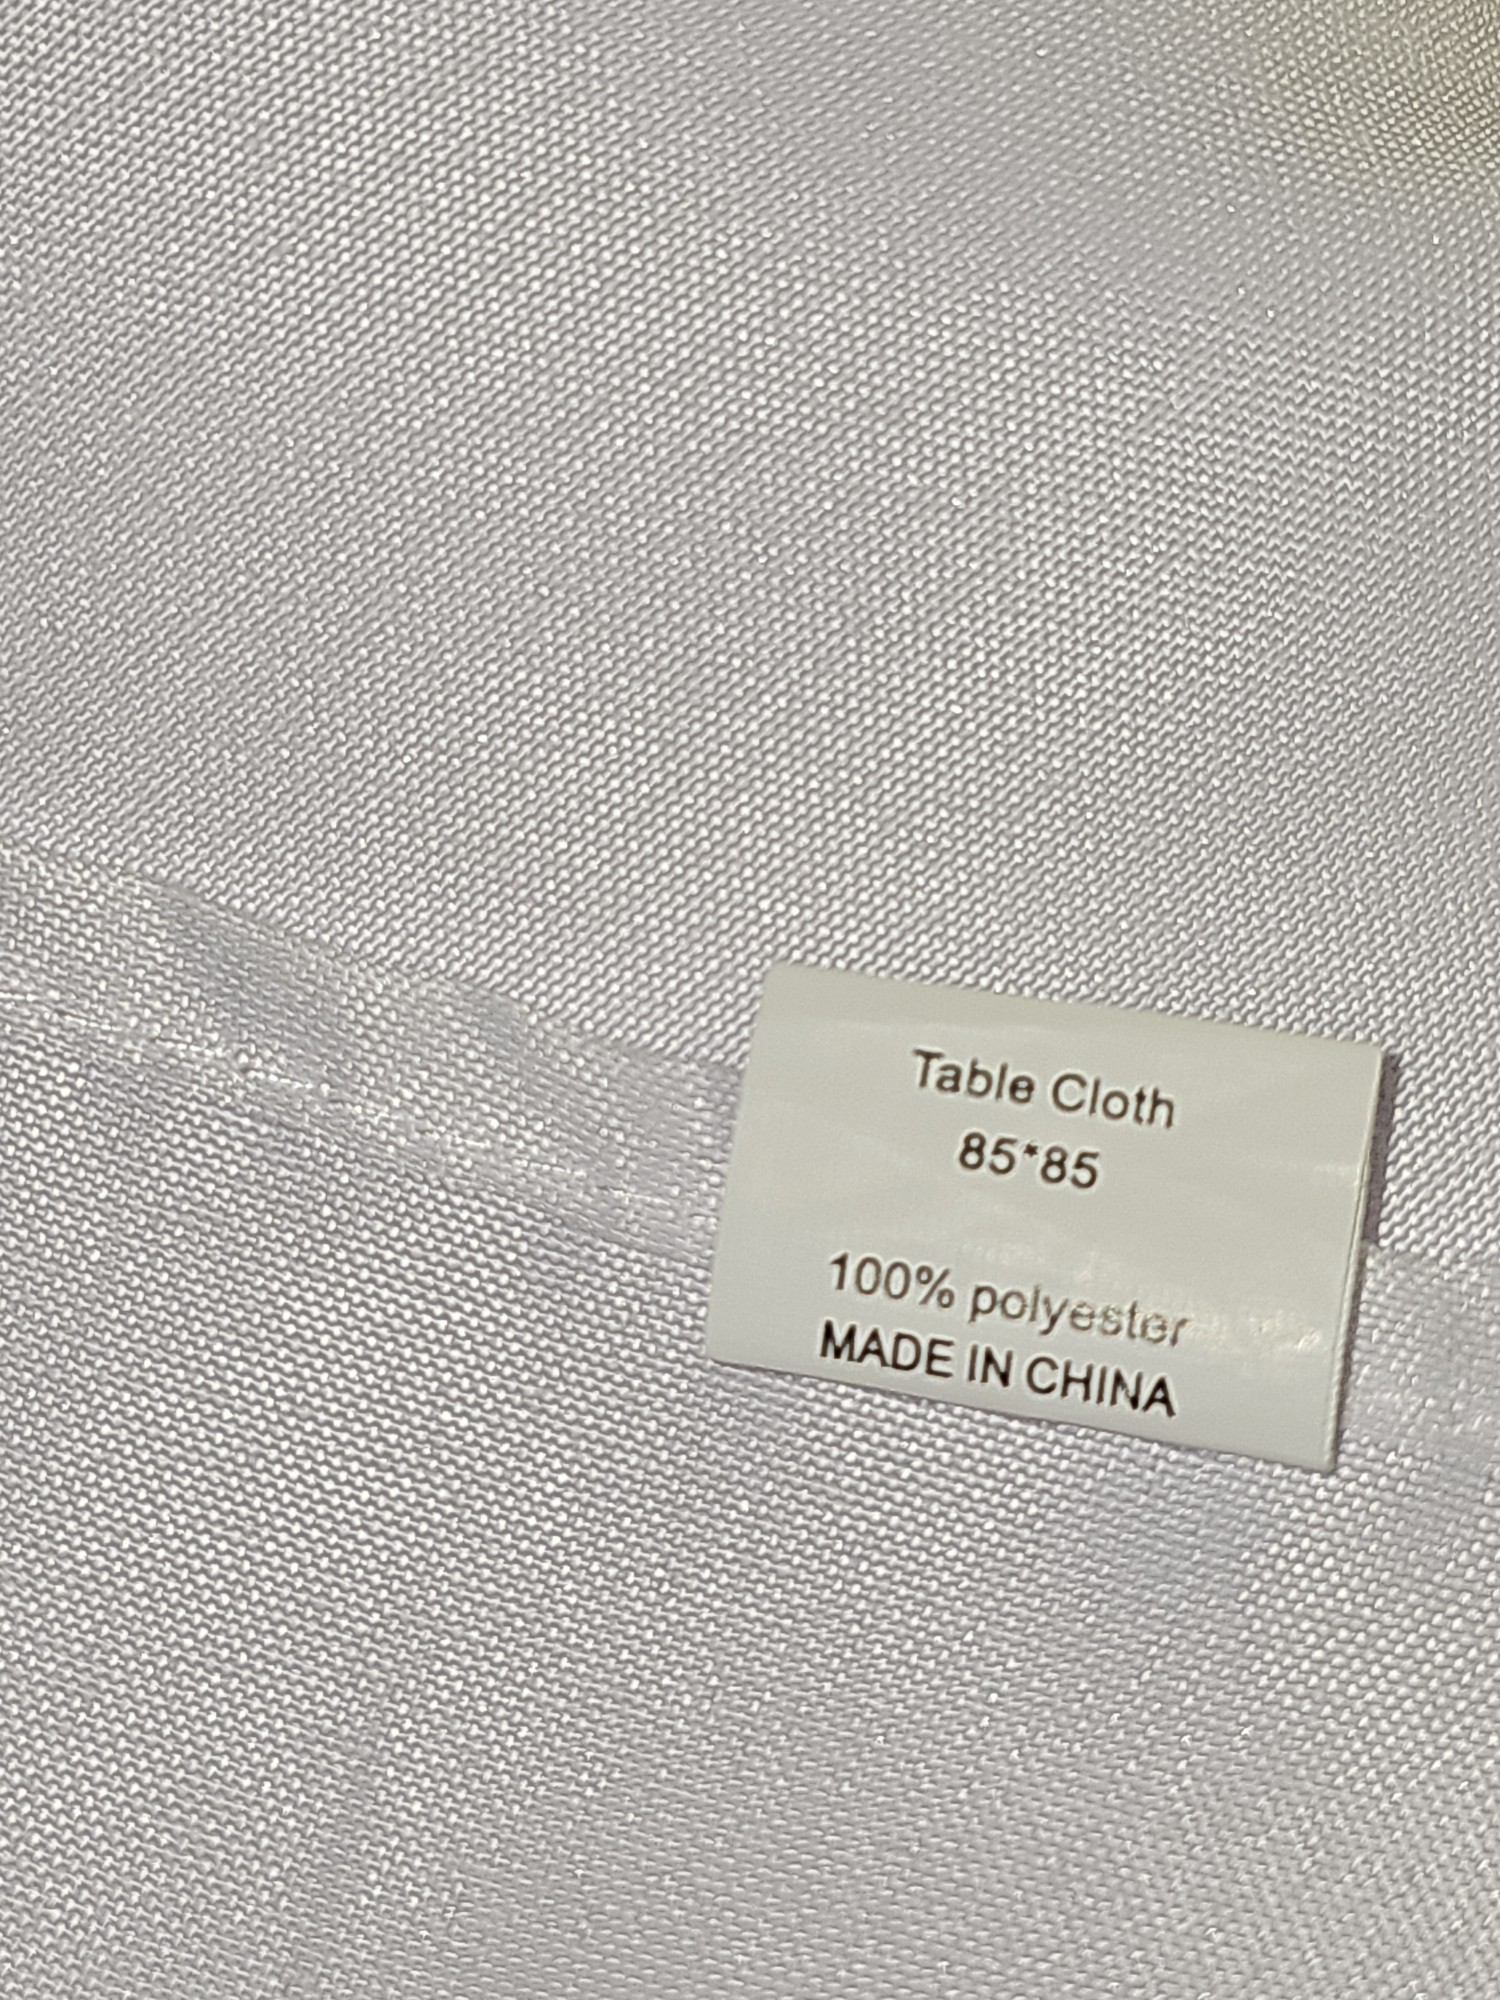 Table Cloth
85*85
100% polyester
MADE IN CHINA